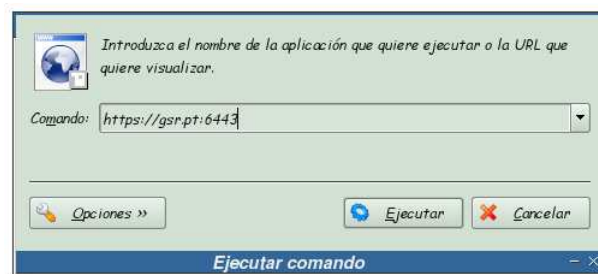 Introduzca el nombre de la aplicación que quiere ejecutar o la URL que
quiere visualizar.
Comando: https://gsr.pt:6443
Opciones »
Ejecutar
Cancelar
Ejecutar comando